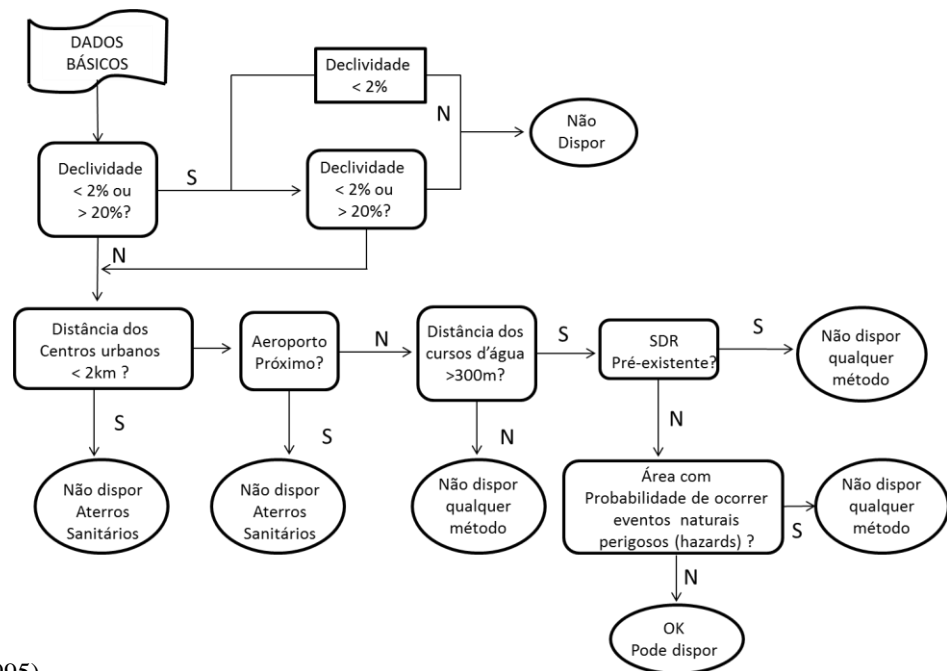 DADOS
BÁSICOS
Declividade
< 2%
N
Não
Dispor
Declividade
< 2% ou
> 20%?
S
Declividade
< 2% ou
> 20%?
N
Distância dos
Centros urbanos
< 2km ?
Aeroporto
Próximo?
N
Distância dos
cursos d'água
>300m?
S
SDR
Pré-existente?
S
Não dispor
qualquer
método
S
S
N
N
Não dispor
Aterros
Sanitários
Não dispor
Aterros
Sanitários
Não dispor
qualquer
método
Área com
Probabilidade de ocorrer
eventos naturais
perigosos (hazards) ?
S
Não dispor
qualquer
método
N
OK
Pode dispor